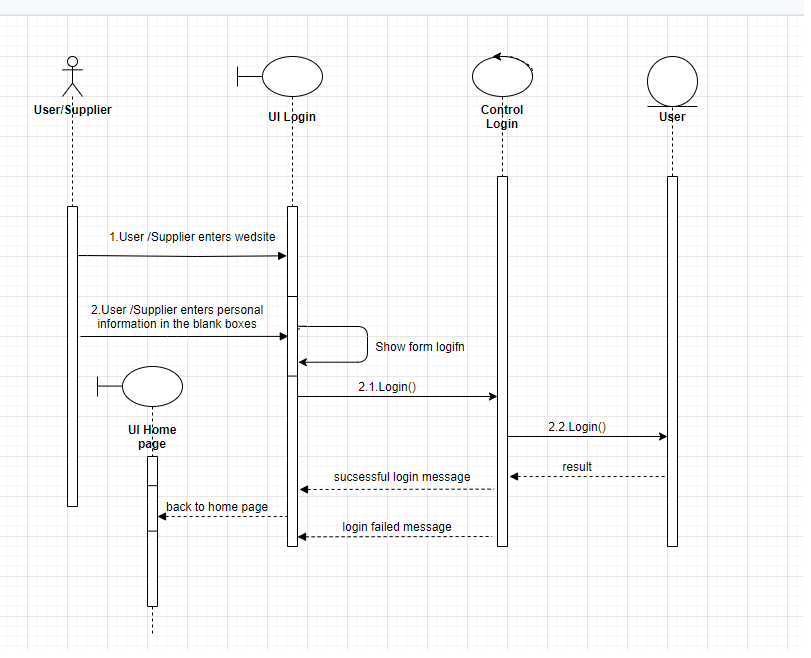 User/Supplier
UI Login
Control
Login
User
1.User /Supplier enters wedsite
2.User /Supplier enters personal
information in the blank boxes
Show form logifn
2.1.Login()
UI Home
page
2.2.Login()
result
sucsessful login message
back to home page
login failed message